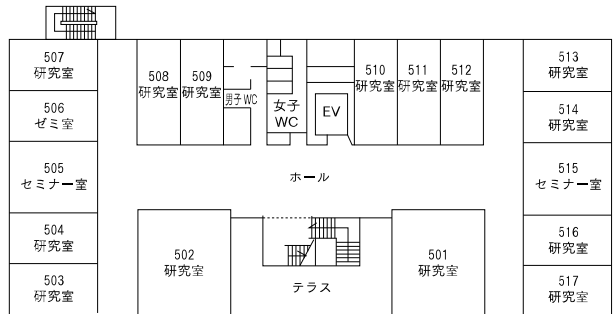 507
研究室
506
ゼミ室
505
セミナー室
504
研究室
503
研究室
508
研究室
509
研究室
男子WC
女子
WC
EV
510
研究室
511
研究室
512
研究室
ホール
502
研究室
テラス
501
研究室
513
研究室
514
研究室
515
セミナー室
516
研究室
517
研究室